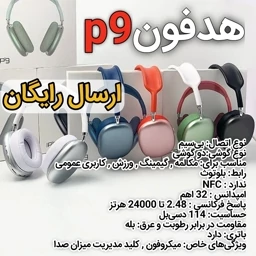 هدفون p9
ارسال رایگان
نوع اتصال: بی‌سیم
نوع گوشی: دو گوشی
مناسب برای: مکالمه , گیمینگ , ورزش , کاربری عمومی
رابط: بلوتوث
NFC : ندارد
امپدانس : 32 اهم
پاسخ فرکانسی : 2.48 تا 24000 هرتز
حساسیت: 114 دسی‌بل
مقاومت در برابر رطوبت و عرق: بله
باتری: دارد
ویژگی‌های خاص: میکروفون , کلید مدیریت میزان صدا